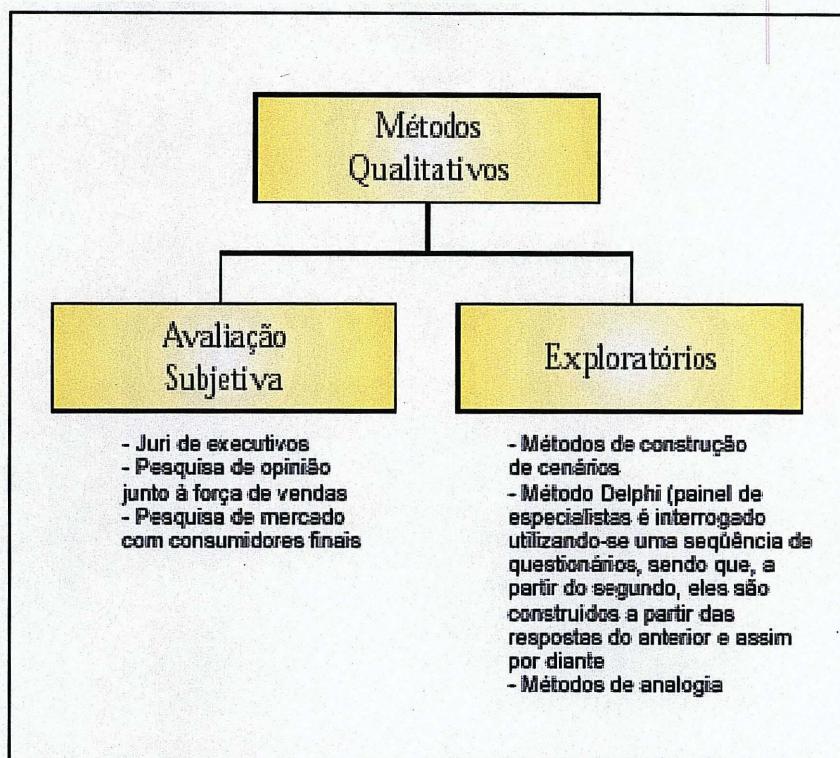 Métodos
Qualitativos
Avaliação
Subjetiva
Exploratórios
- Juri de executivos
- Pesquisa de opinião
junto à força de vendas
- Pesquisa de mercado
com consumidores finais
- Métodos de construção
de cenários
- Método Delphi (painel de
especialistas é interrogado
utilizando-se uma seqüência de
questionários, sendo que, a
partir do segundo, eles são
construidos a partir das
respostas do anterior e assim
por diante
- Métodos de analogia